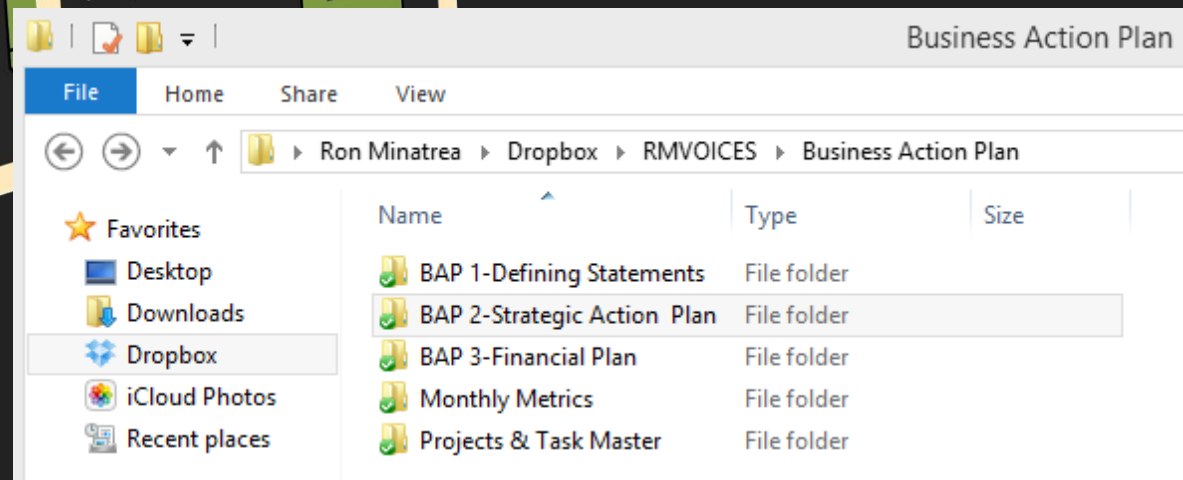 Business Action Plan
File Home Share View
Ron Minatrea Dropbox RMVOICES Business Action Plan
Name Type Size
Favorites
Desktop
Downloads
Dropbox
iCloud Photos
Recent places
BAP 1-Defining Statements File folder
BAP 2-Strategic Action  Plan File folder
BAP 3-Financial Plan File folder
Monthly Metrics File folder
Projects & Task Master File folder